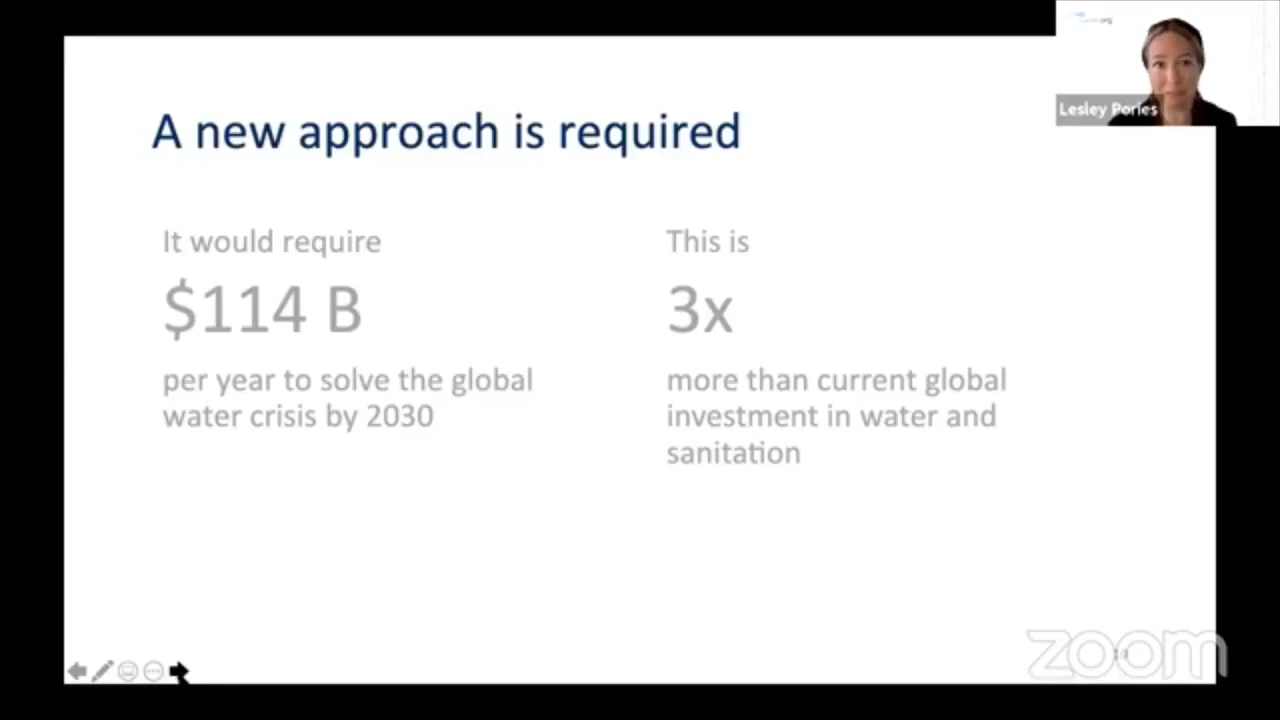 Lesley Pories
A new approach is required
It would require
$114 B
per year to solve the global
water crisis by 2030
This is
3x
more than current global
investment in water and
sanitation
zoom